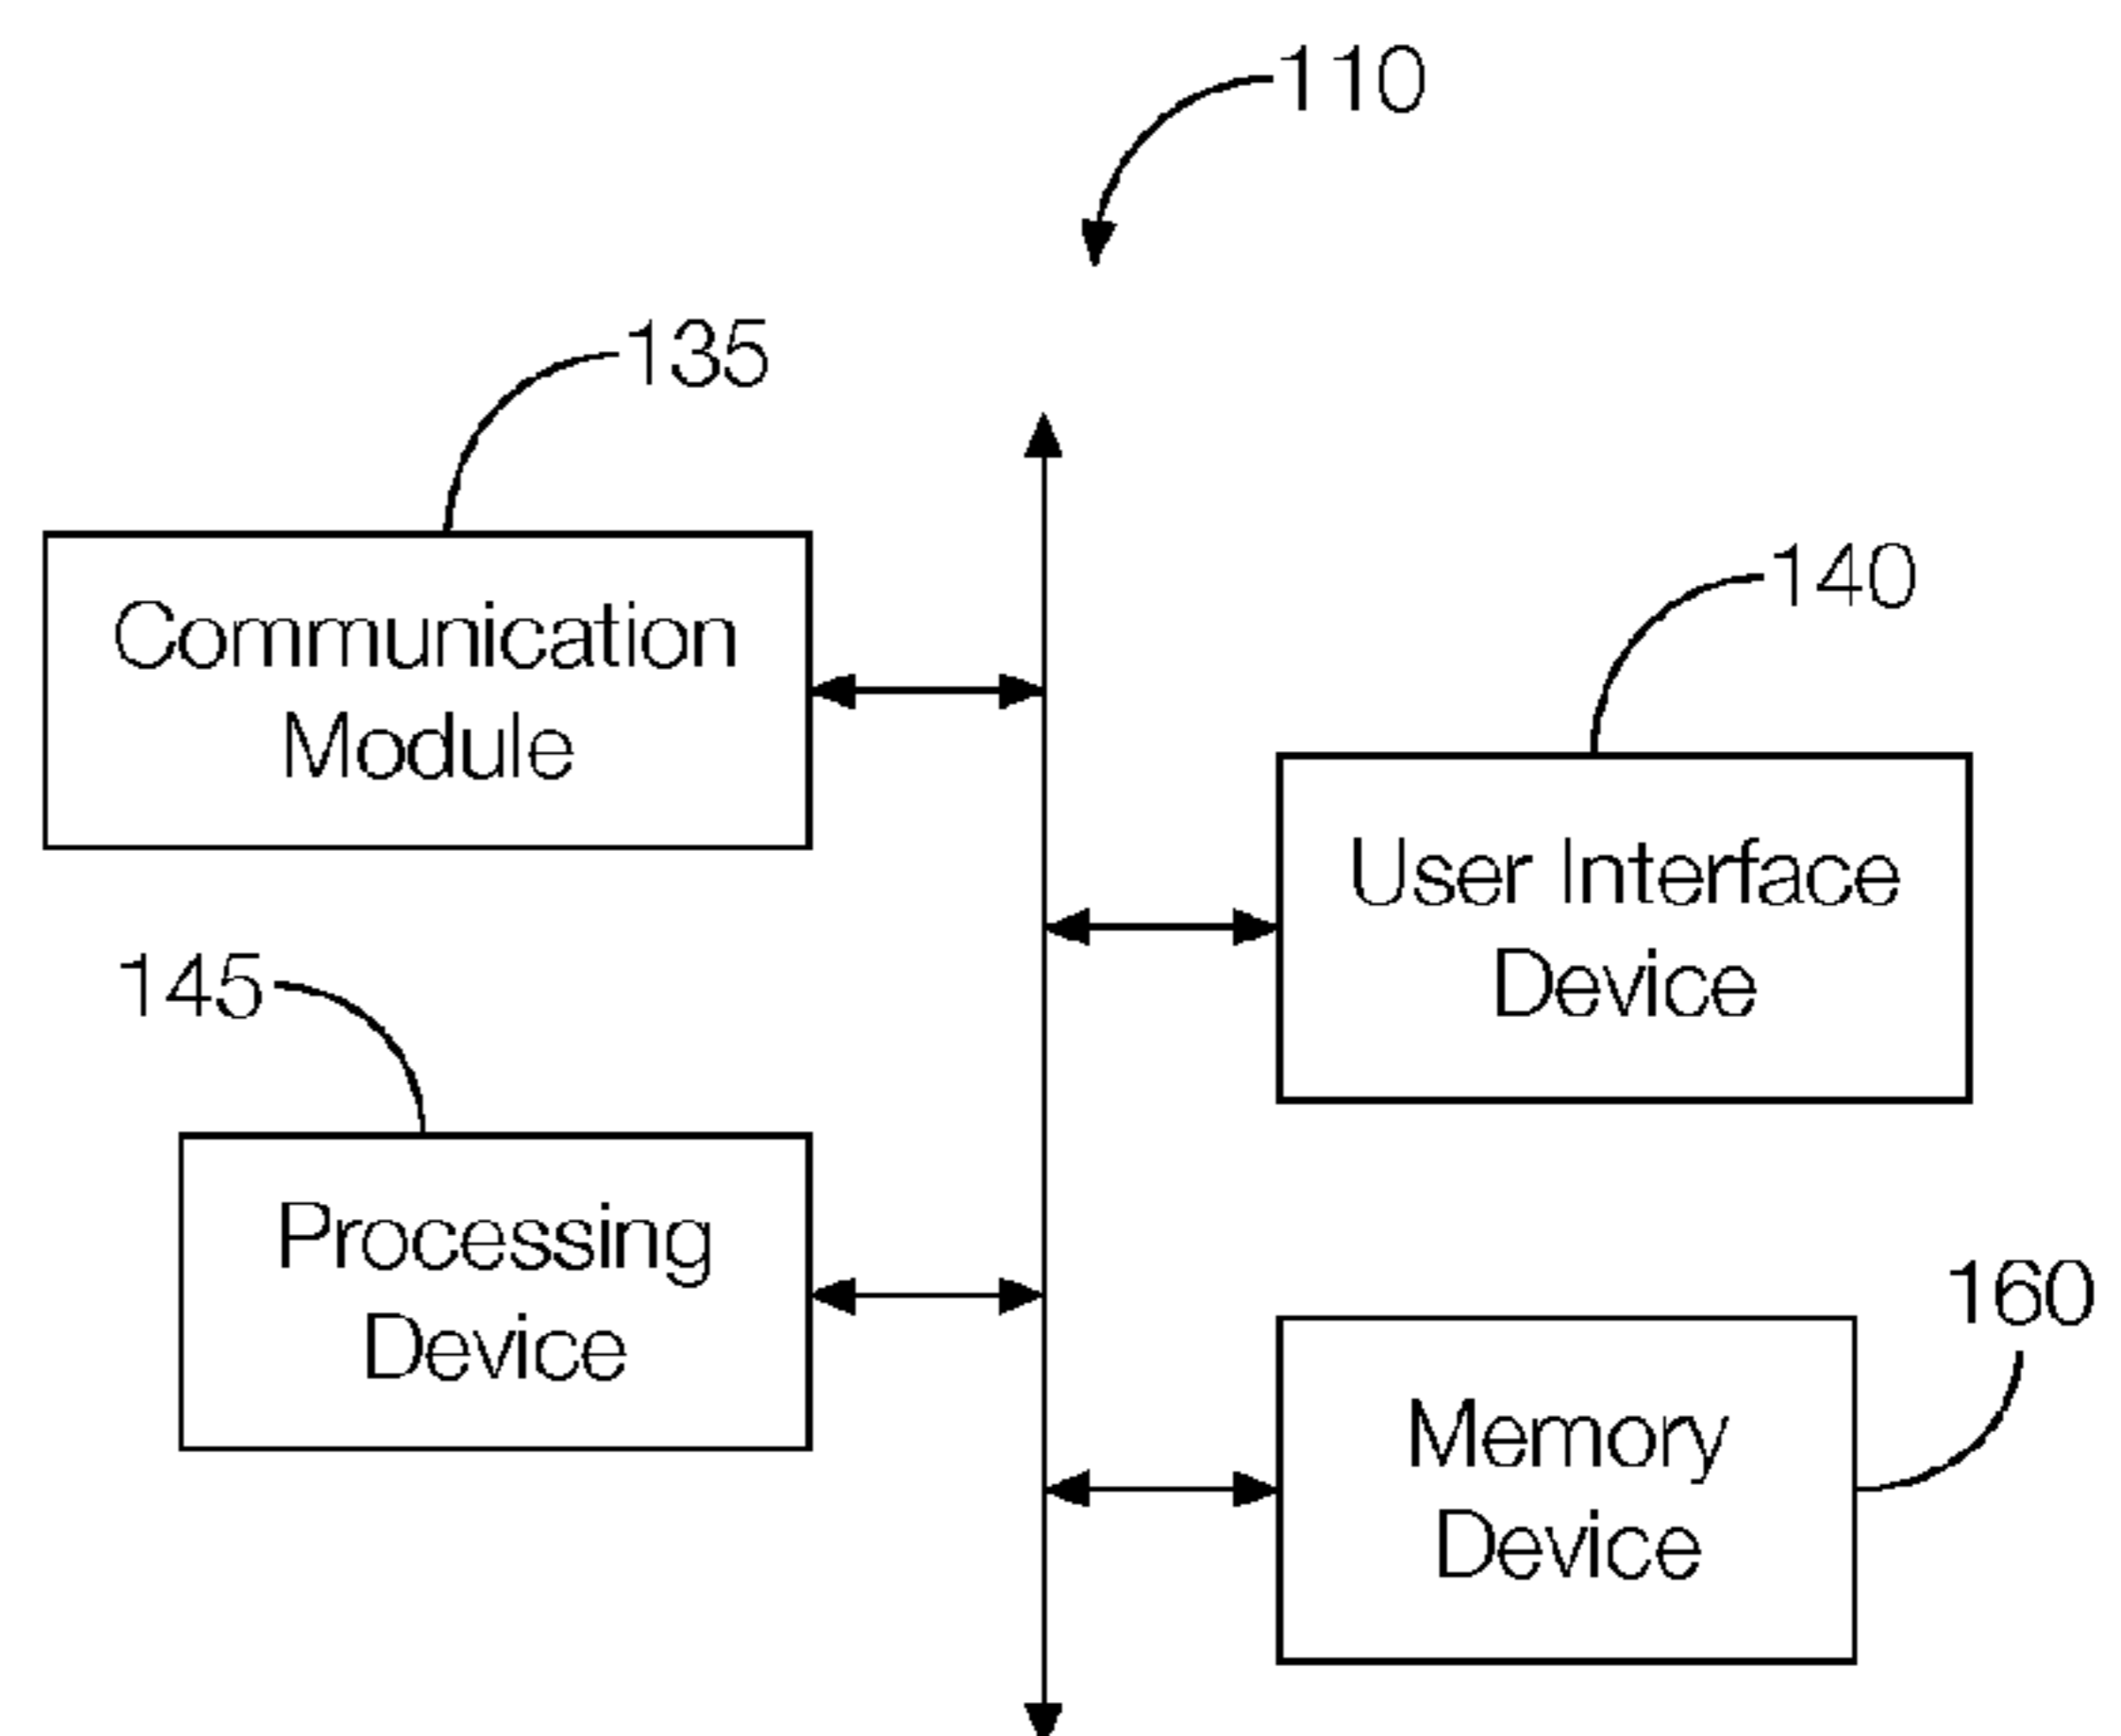 110
135
Communication
Module
140
User Interface
Device
145
Processing
Device
160
Memory
Device